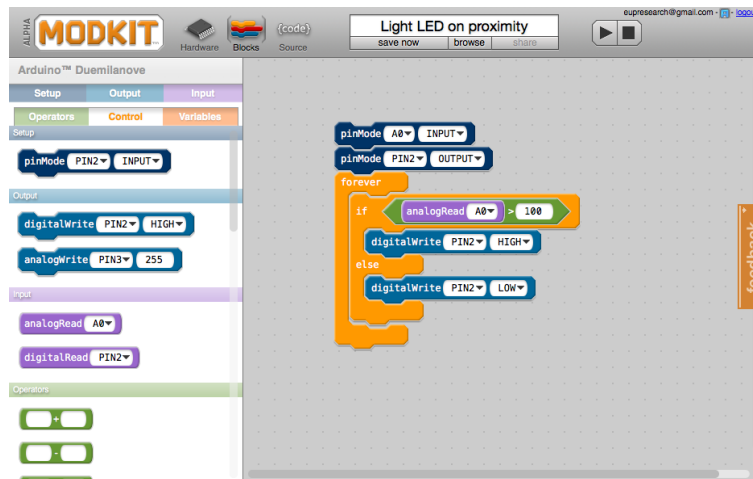 eupresearch@gmail.com - - logou
ALPHA
MODKIT
Hardware
Blocks
{code}
Source
Light LED on proximity
save now browse share
Arduino™ Duemilanove
Setup Output Input
Operators Control Variables
Setup
pinMode PIN2 INPUT
Output
digitalWrite PIN2 HIGH
analogWrite PIN3 255
Input
analogRead A0
digitalRead PIN2
Operators
+
-
pinMode A0 INPUT
pinMode PIN2 OUTPUT
forever
if analogRead A0 > 100
digitalWrite PIN2 HIGH
else
digitalWrite PIN2 LOW
feedback